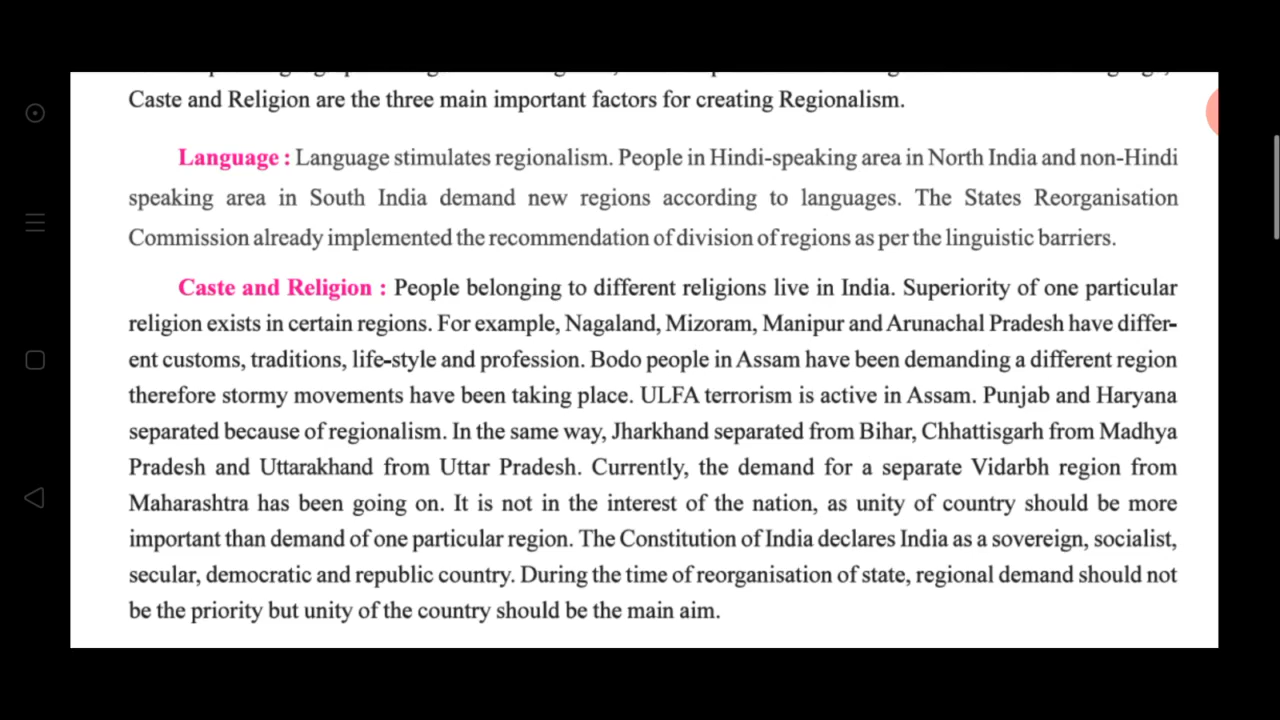 Caste and Religion are the three main important factors for creating Regionalism.
Language : Language stimulates regionalism. People in Hindi-speaking area in North India and non-Hindi
speaking area in South India demand new regions according to languages. The States Reorganisation
Commission already implemented the recommendation of division of regions as per the linguistic barriers.
Caste and Religion : People belonging to different religions live in India. Superiority of one particular
religion exists in certain regions. For example, Nagaland, Mizoram, Manipur and Arunachal Pradesh have differ-
ent customs, traditions, life-style and profession. Bodo people in Assam have been demanding a different region
therefore stormy movements have been taking place. ULFA terrorism is active in Assam. Punjab and Haryana
separated because of regionalism. In the same way, Jharkhand separated from Bihar, Chhattisgarh from Madhya
Pradesh and Uttarakhand from Uttar Pradesh. Currently, the demand for a separate Vidarbh region from
Maharashtra has been going on. It is not in the interest of the nation, as unity of country should be more
important than demand of one particular region. The Constitution of India declares India as a sovereign, socialist,
secular, democratic and republic country. During the time of reorganisation of state, regional demand should not
be the priority but unity of the country should be the main aim.